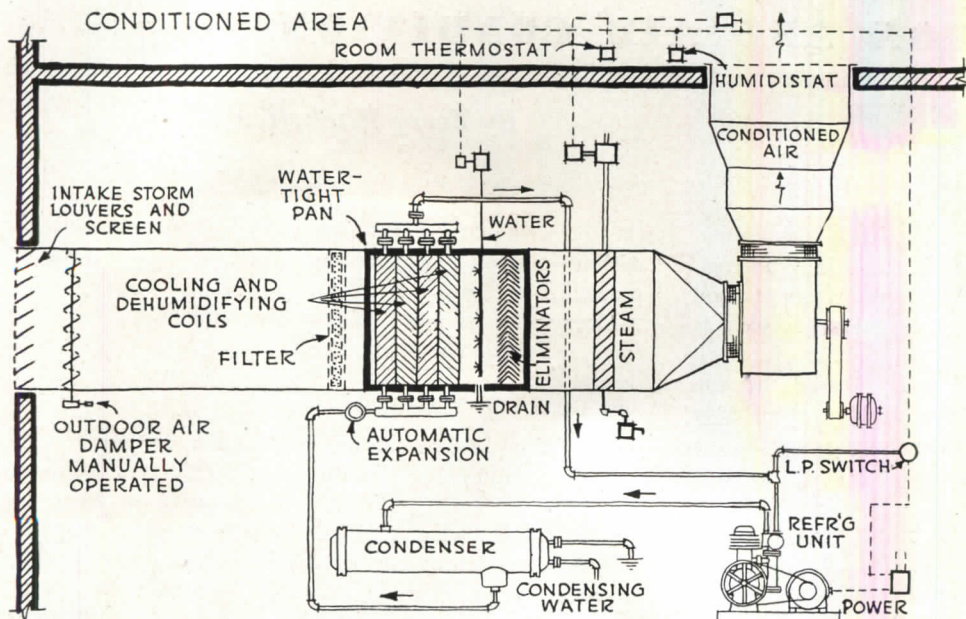 CONDITIONED AREA
ROOM THERMOSTAT
HUMIDISTAT
CONDITIONED
AIR
INTAKE STORM
LOUVERS AND
SCREEN
WATER-
TIGHT
PAN
WATER
COOLING AND
DEHUMIDIFYING
COILS
FILTER
ELIMINATORS
STEAM
DRAIN
OUTDOOR AIR
DAMPER
MANUALLY
OPERATED
AUTOMATIC
EXPANSION
L.P. SWITCH
CONDENSER
REFR'G
UNIT
CONDENSING
WATER
POWER